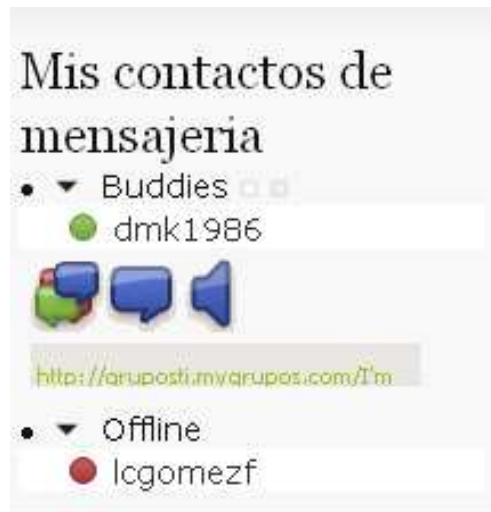 Mis contactos de
mensajeria
Buddies
dmk1986
http://gruposti.mygrupos.com/I'm
Offline
lcgomezf